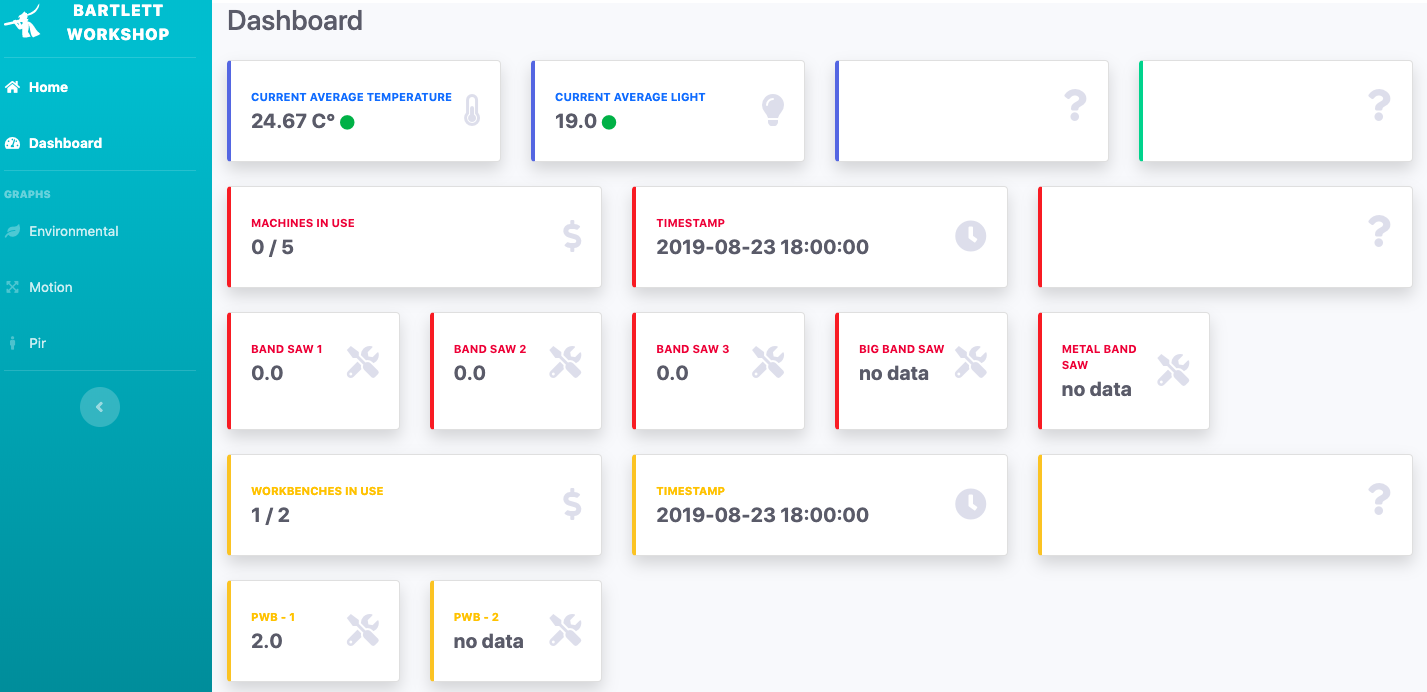 BARTLETT
WORKSHOP
Home
Dashboard
GRAPHS
Environmental
Motion
Pir
Dashboard
CURRENT AVERAGE TEMPERATURE
24.67 C°
CURRENT AVERAGE LIGHT
19.0
?
?
MACHINES IN USE
0 / 5
$
TIMESTAMP
2019-08-23 18:00:00
?
BAND SAW 1
0.0
BAND SAW 2
0.0
BAND SAW 3
0.0
BIG BAND SAW
no data
METAL BAND
SAW
no data
WORKBENCHES IN USE
1 / 2
$
TIMESTAMP
2019-08-23 18:00:00
?
PWB - 1
2.0
PWB - 2
no data